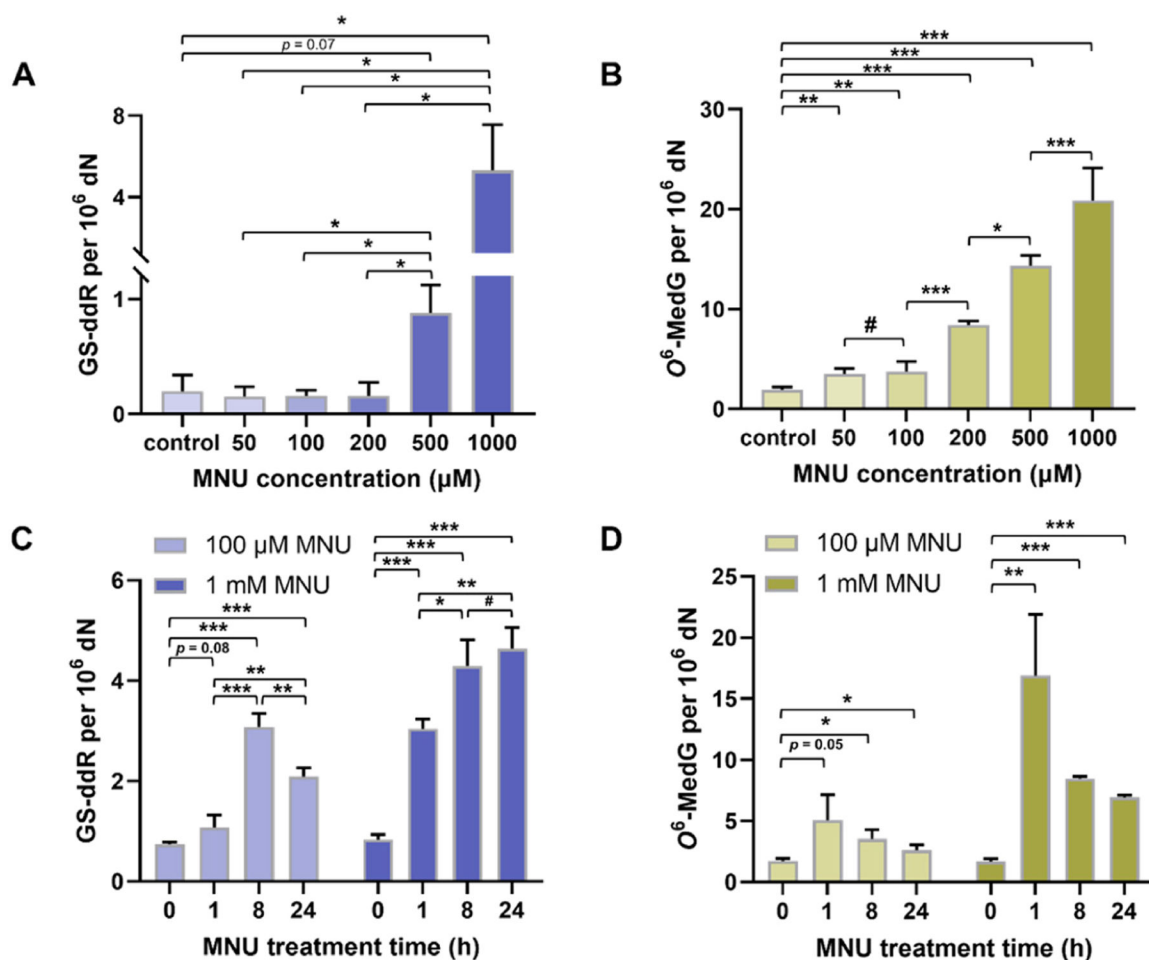 A
*
p = 0.07
*
*
*
*
*
*
GS-ddR per 10⁶ dN
8
4
1
0
control 50 100 200 500 1000
MNU concentration (µM)
B
***
***
***
**
**
***
*
***
#
O⁶-MedG per 10⁶ dN
30
20
10
0
control 50 100 200 500 1000
MNU concentration (µM)
C
100 µM MNU
1 mM MNU
***
***
p = 0.08
**
*** **
***
***
***
**
* #
GS-ddR per 10⁶ dN
6
4
2
0
0 1 8 24 0 1 8 24
MNU treatment time (h)
D
100 µM MNU
1 mM MNU
*
*
p = 0.05
***
***
**
O⁶-MedG per 10⁶ dN
25
20
15
10
5
0
0 1 8 24 0 1 8 24
MNU treatment time (h)